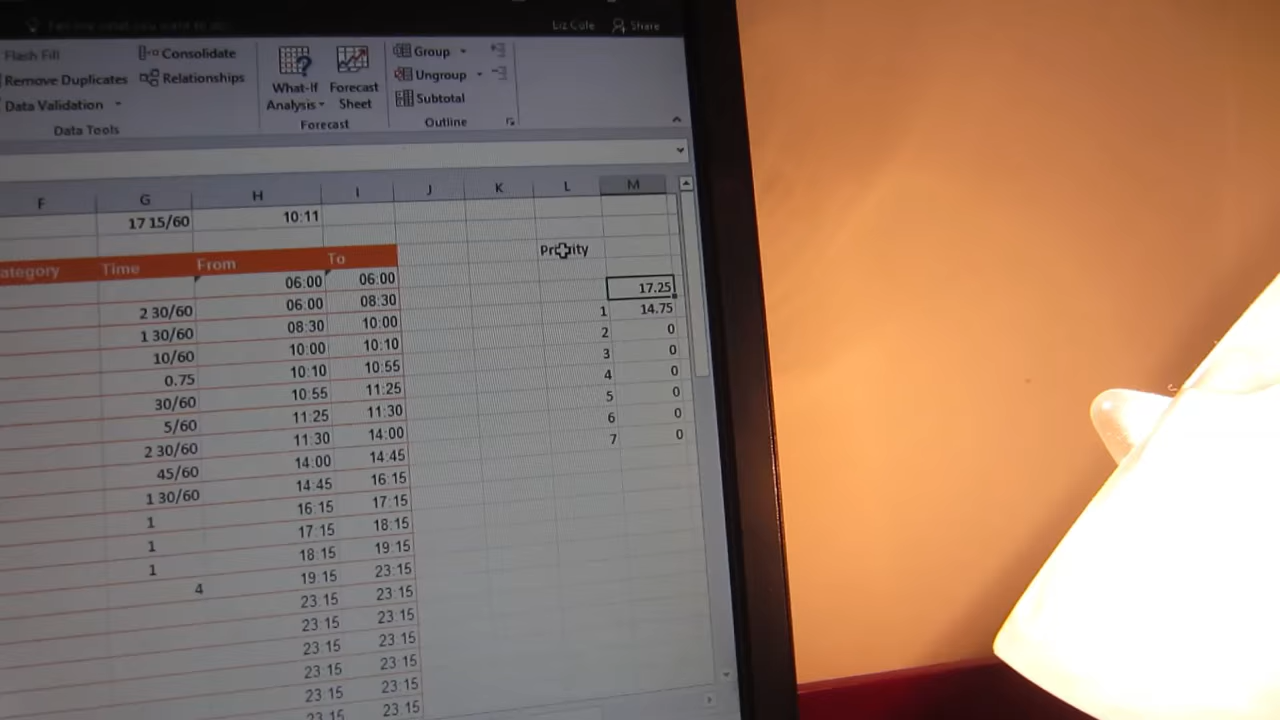 Liz Cole Share
Flash Fill Consolidate
Remove Duplicates Relationships
Data Validation
Data Tools
What-If Analysis
Forecast Sheet
Forecast
Group
Ungroup
Subtotal
Outline
F G H I J K L M
17 15/60 10:11
Priority
ategory Time From To
06:00 06:00 17.25
2 30/60 06:00 08:30 1 14.75
1 30/60 08:30 10:00 2 0
10/60 10:00 10:10 3 0
0.75 10:10 10:55 4 0
30/60 10:55 11:25 5 0
5/60 11:25 11:30 6 0
2 30/60 11:30 14:00 7 0
45/60 14:00 14:45
1 30/60 14:45 16:15
1 16:15 17:15
1 17:15 18:15
1 18:15 19:15
4 19:15 23:15
23:15 23:15
23:15 23:15
23:15 23:15
23:15 23:15
23:15 23:15
23:15 23:15